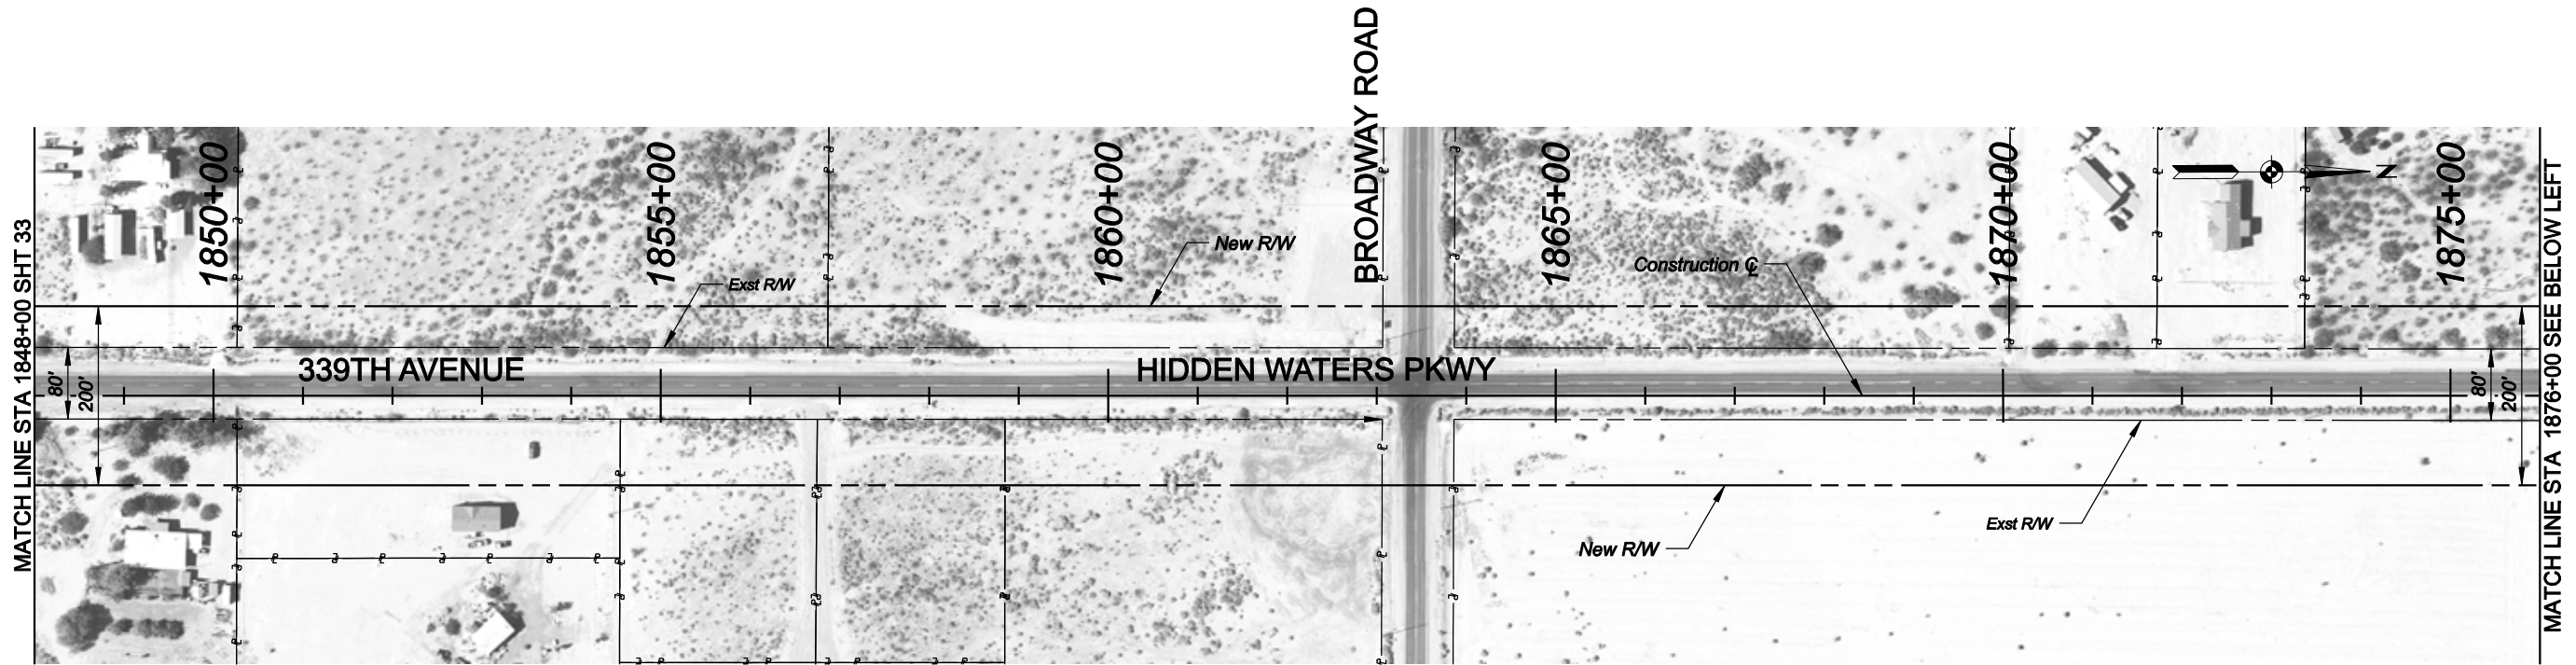 BROADWAY ROAD
1850+00
1855+00
1860+00
1865+00
1870+00
1875+00
N
New R/W
Construction ℄
Exst R/W
MATCH LINE STA 1848+00 SHT 33
MATCH LINE STA 1876+00 SEE BELOW LEFT
339TH AVENUE
HIDDEN WATERS PKWY
80'
200'
80'
200'
Exst R/W
New R/W